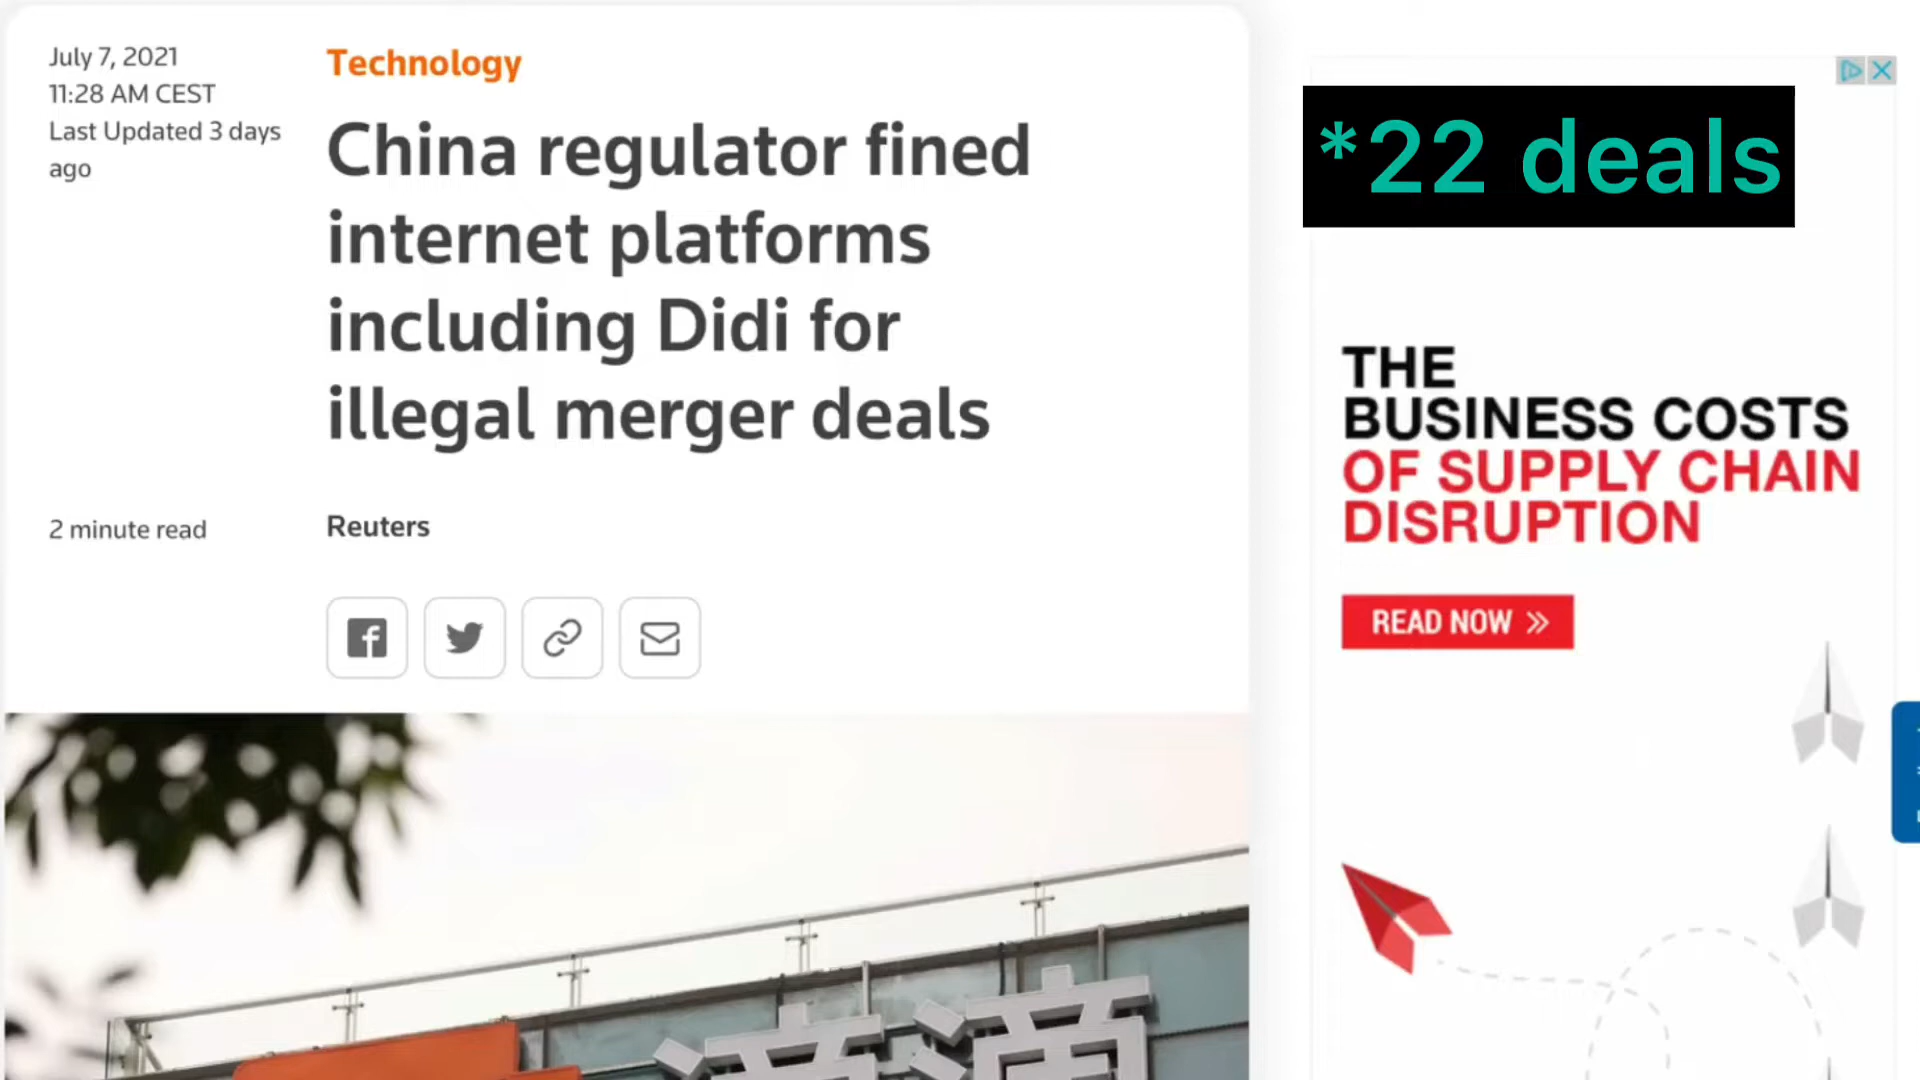 July 7, 2021
11:28 AM CEST
Last Updated 3 days
ago
Technology
China regulator fined
internet platforms
including Didi for
illegal merger deals
2 minute read
Reuters
*22 deals
THE
BUSINESS COSTS
OF SUPPLY CHAIN
DISRUPTION
READ NOW »
滴滴